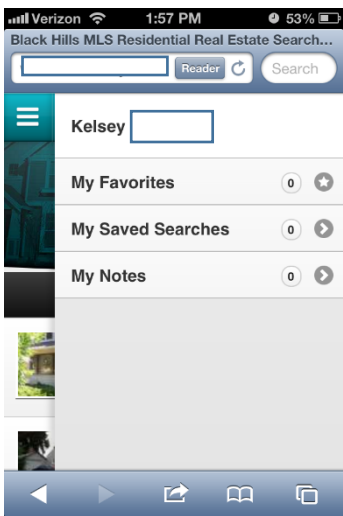 Verizon 1:57 PM 53%
Black Hills MLS Residential Real Estate Search...
Reader Search
Kelsey
My Favorites 0
My Saved Searches 0
My Notes 0